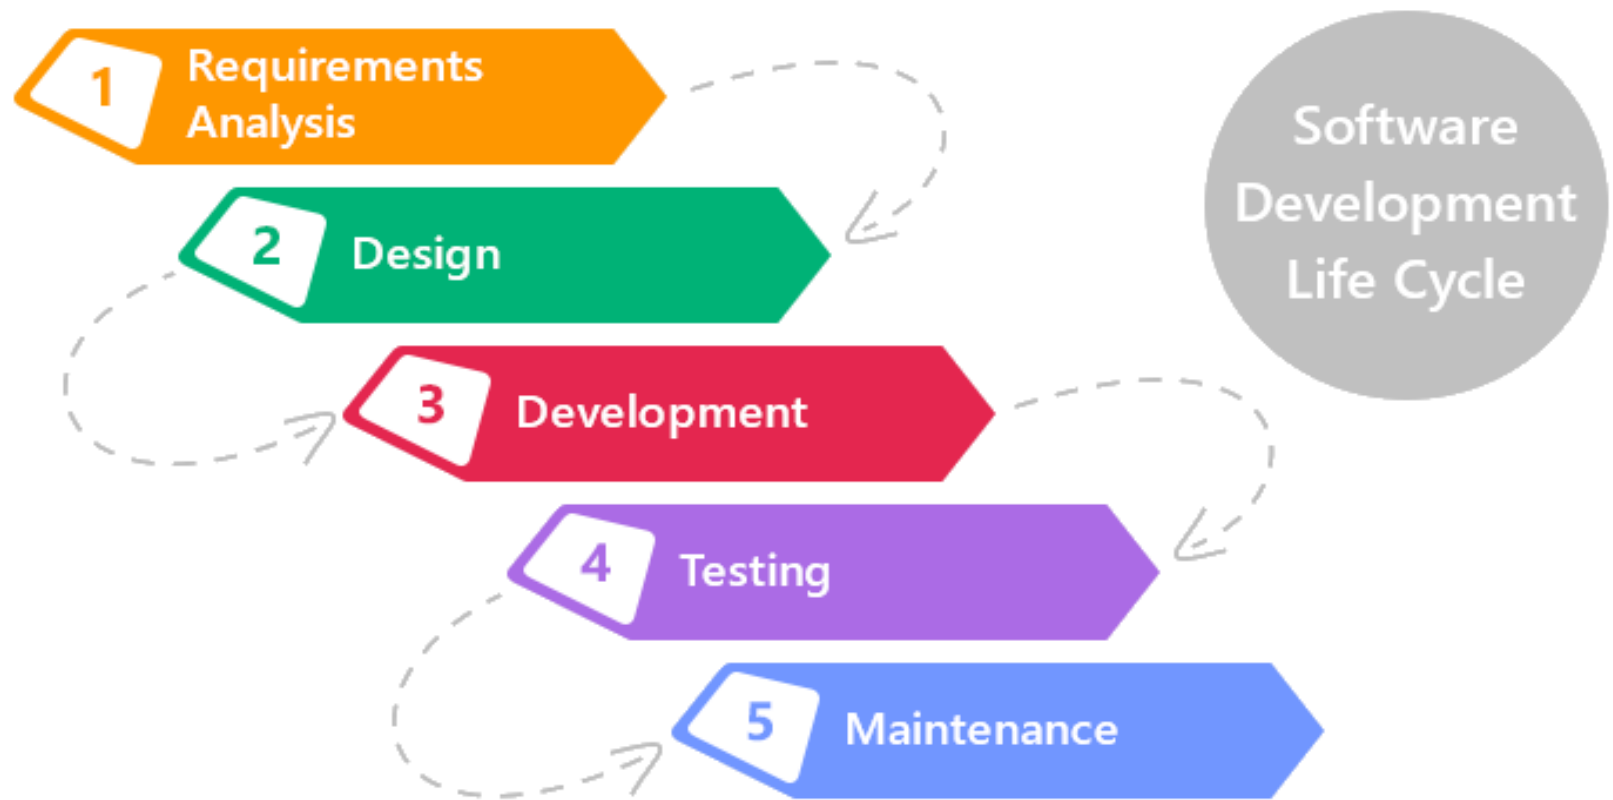 1
Requirements
Analysis
2
Design
3
Development
4
Testing
5
Maintenance
Software
Development
Life Cycle